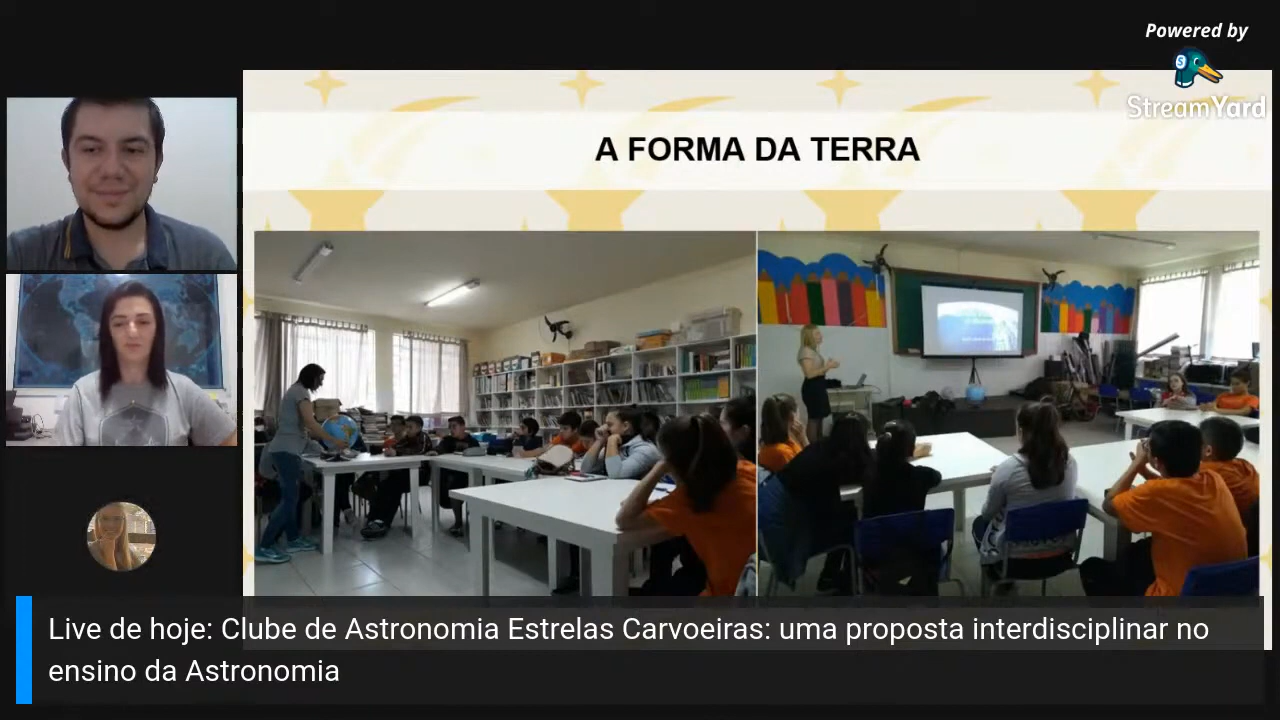 Powered by
StreamYard
A FORMA DA TERRA
Live de hoje: Clube de Astronomia Estrelas Carvoeiras: uma proposta interdisciplinar no
ensino da Astronomia